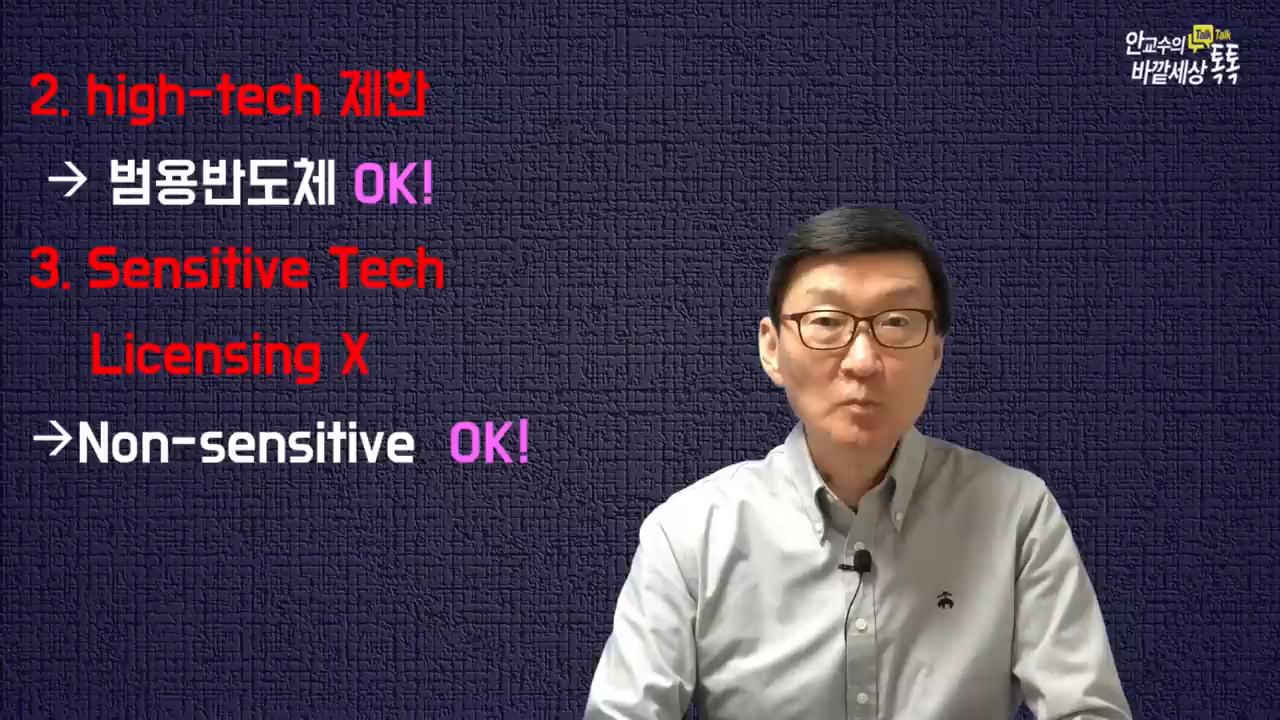 2. high-tech 제한
→ 범용반도체 OK!
3. Sensitive Tech
Licensing X
→Non-sensitive OK!
안교수의 Talk Talk
바깥세상 톡톡